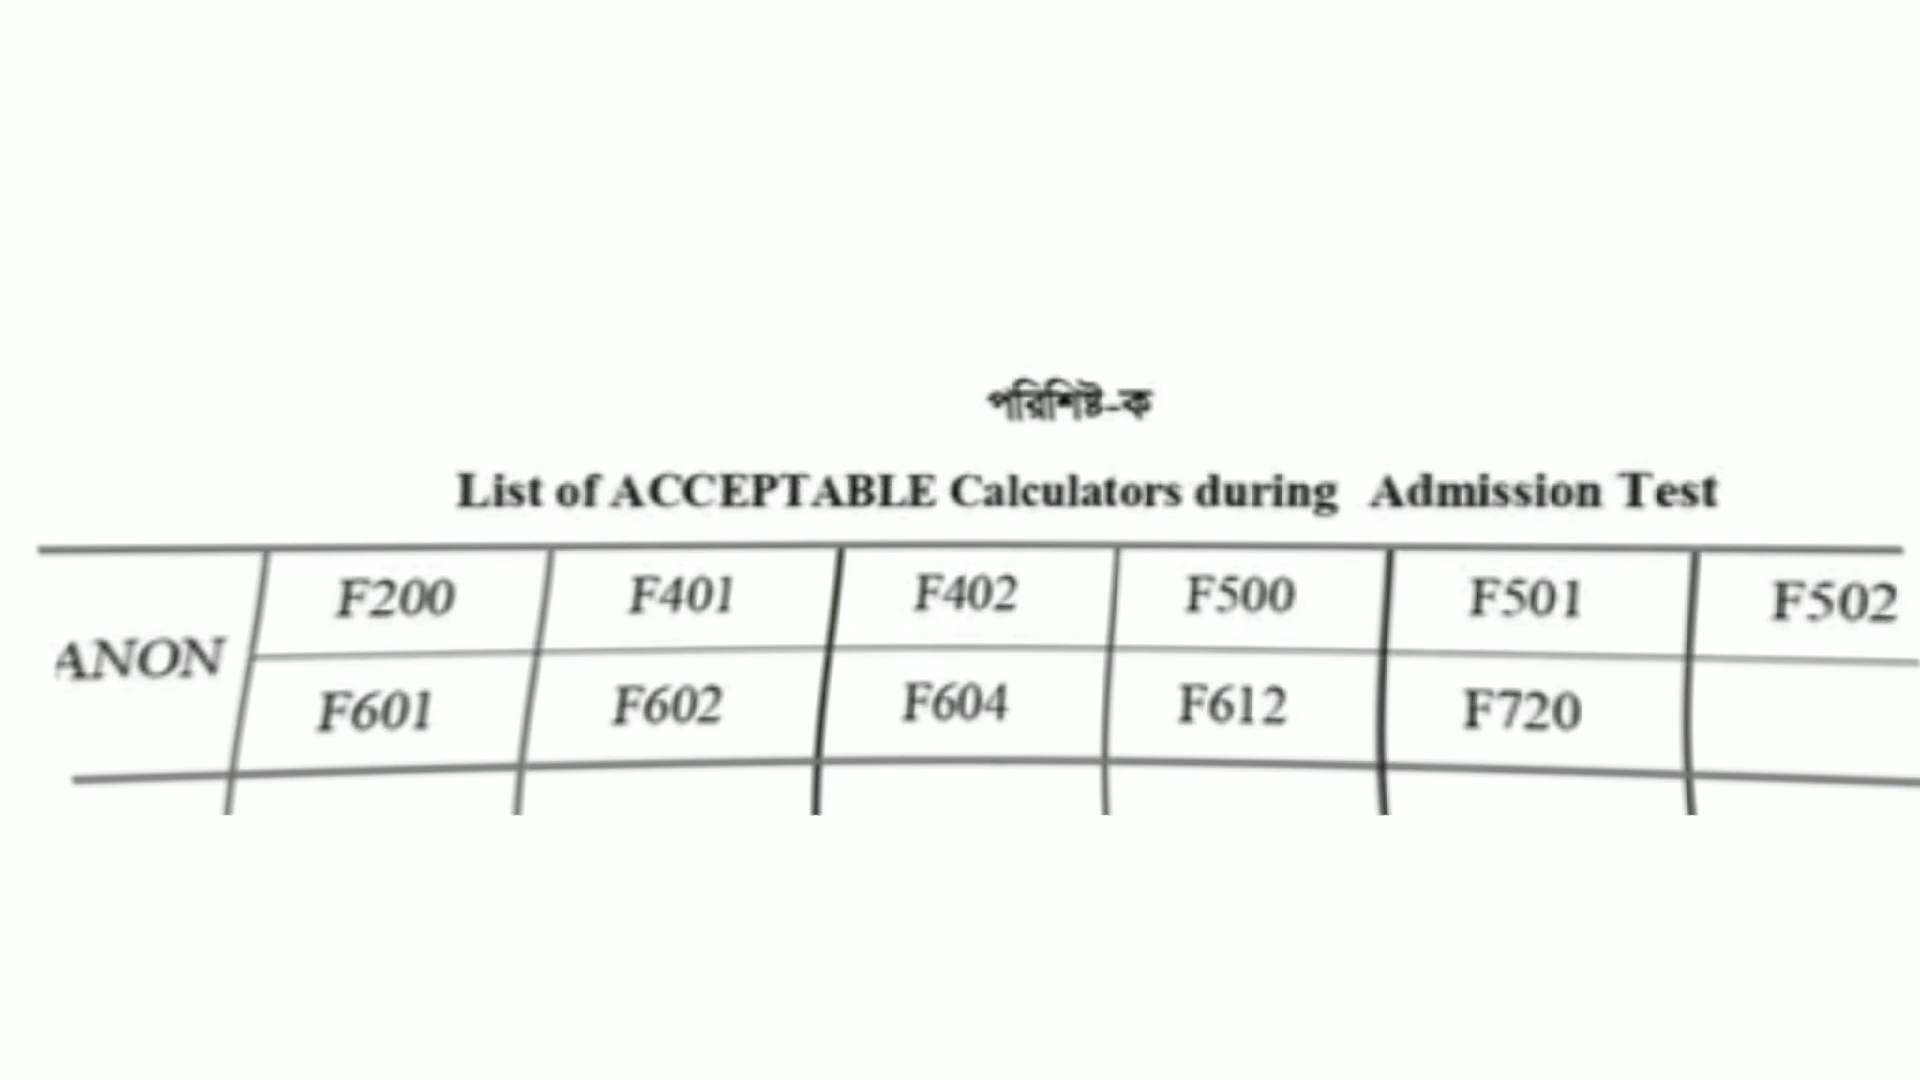 পরিশিষ্ট-ক
List of ACCEPTABLE Calculators during Admission Test
F200 F401 F402 F500 F501 F502
ANON
F601 F602 F604 F612 F720